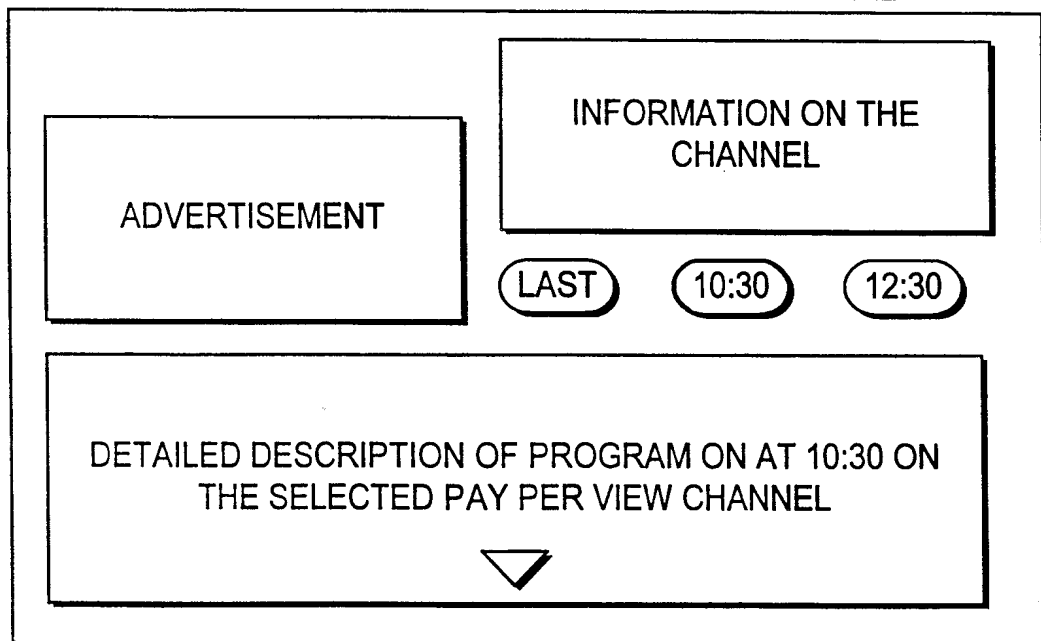 INFORMATION ON THE
CHANNEL
ADVERTISEMENT
LAST
10:30
12:30
DETAILED DESCRIPTION OF PROGRAM ON AT 10:30 ON
THE SELECTED PAY PER VIEW CHANNEL